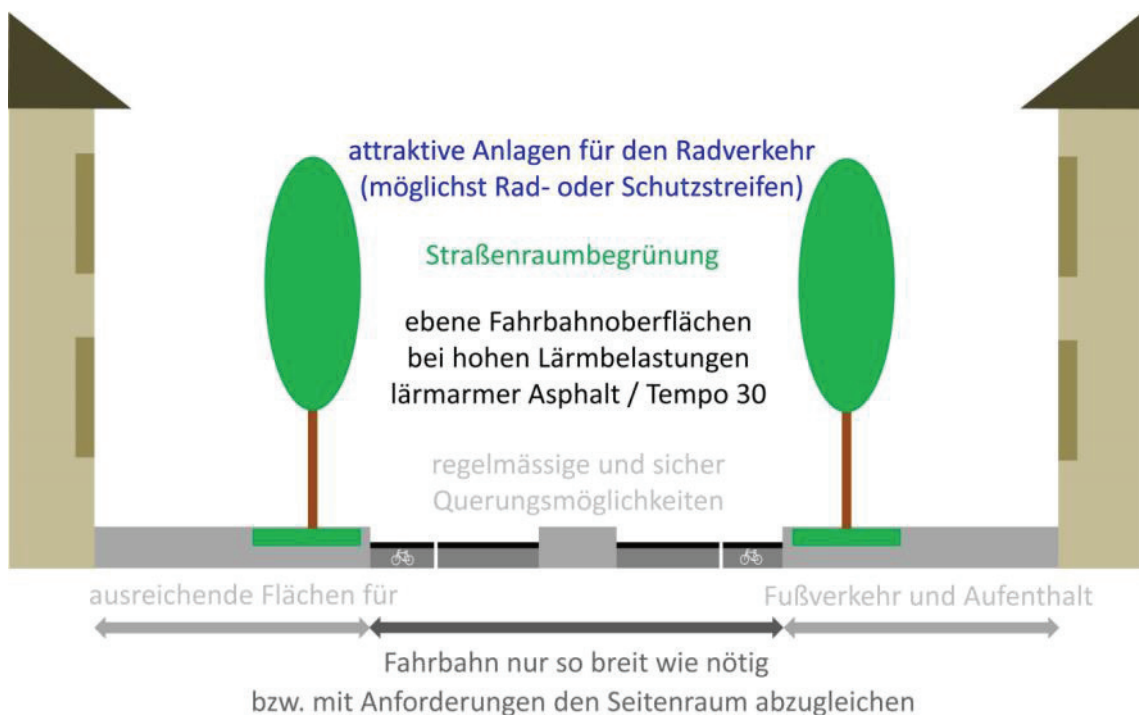 attraktive Anlagen für den Radverkehr
(möglichst Rad- oder Schutzstreifen)
Straßenraumbegrünung
ebene Fahrbahnoberflächen
bei hohen Lärmbelastungen
lärmarmer Asphalt / Tempo 30
regelmässige und sicher
Querungsmöglichkeiten
ausreichende Flächen für
Fußverkehr und Aufenthalt
Fahrbahn nur so breit wie nötig
bzw. mit Anforderungen den Seitenraum abzugleichen